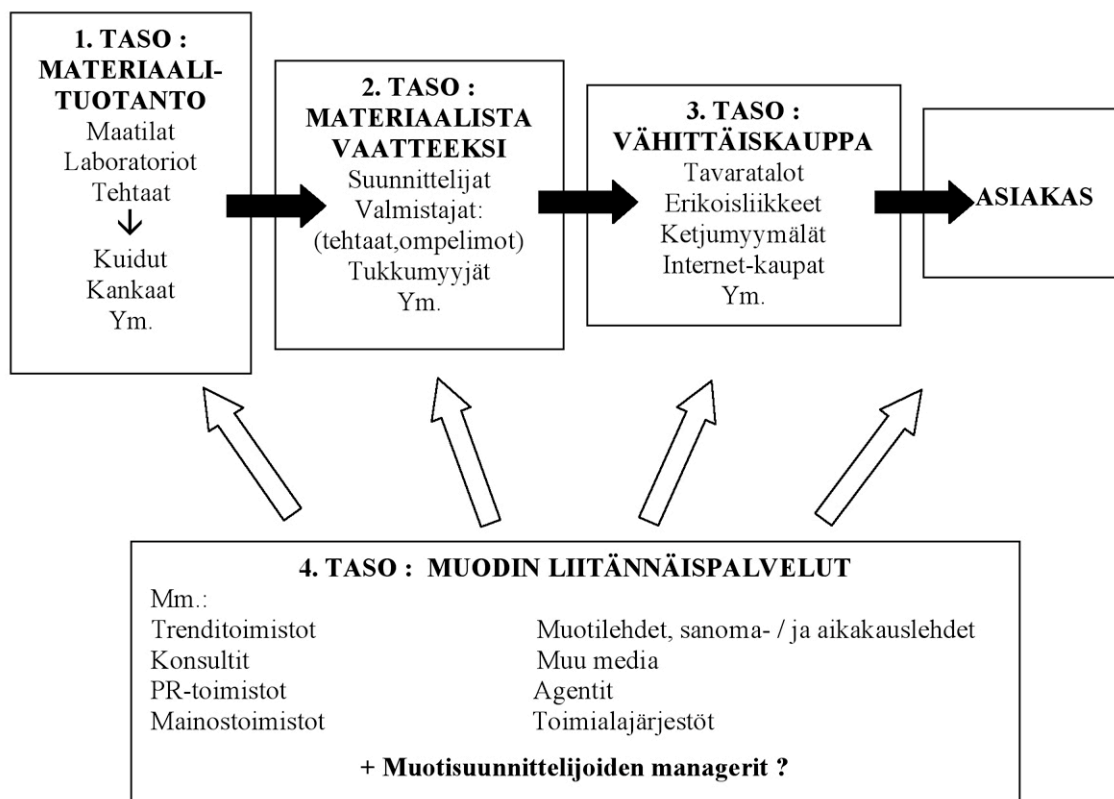 1. TASO :
MATERIAALI-
TUOTANTO
Maatilat
Laboratoriot
Tehtaat
Kuidut
Kankaat
Ym.
2. TASO :
MATERIAALISTA
VAATTEEKSI
Suunnittelijat
Valmistajat:
(tehtaat,ompelimot)
Tukkumyyjät
Ym.
3. TASO :
VÄHITTÄISKAUPPA
Tavaratalot
Erikoisliikkeet
Ketjumyymälät
Internet-kaupat
Ym.
ASIAKAS
4. TASO : MUODIN LIITÄNNÄISPALVELUT
Mm.:
Trenditoimistot
Konsultit
PR-toimistot
Mainostoimistot
Muotilehdet, sanoma- / ja aikakauslehdet
Muu media
Agentit
Toimialajärjestöt
+ Muotisuunnittelijoiden managerit ?